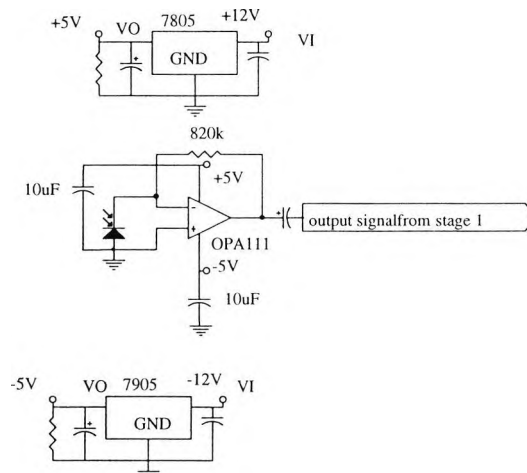 +5V VO 7805 +12V VI
GND
820k
+5V
10uF
-
+
OPA111
output signalfrom stage 1
-5V
10uF
-5V VO 7905 -12V VI
GND